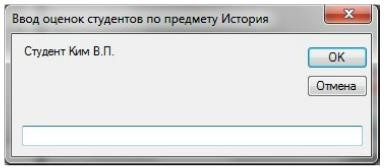 Ввод оценок студентов по предмету История
Студент Ким В.П.
OK
Отмена